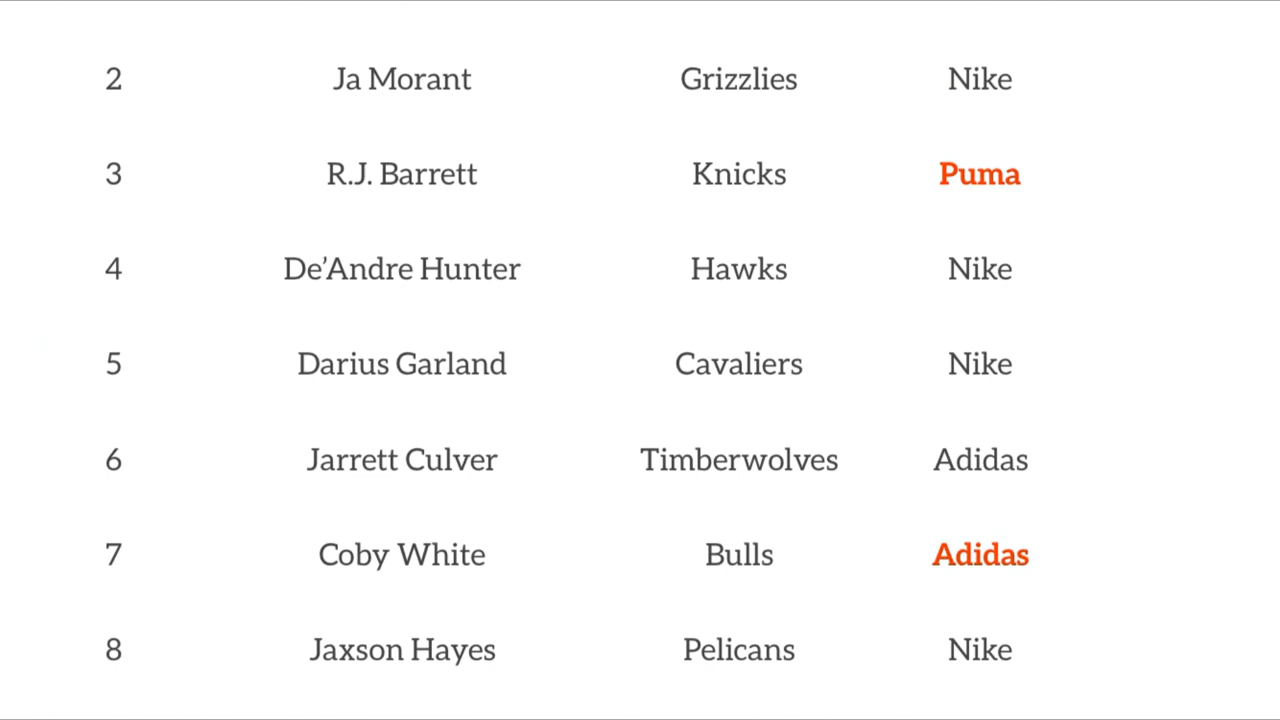 2 Ja Morant Grizzlies Nike
3 R.J. Barrett Knicks Puma
4 De’Andre Hunter Hawks Nike
5 Darius Garland Cavaliers Nike
6 Jarrett Culver Timberwolves Adidas
7 Coby White Bulls Adidas
8 Jaxson Hayes Pelicans Nike